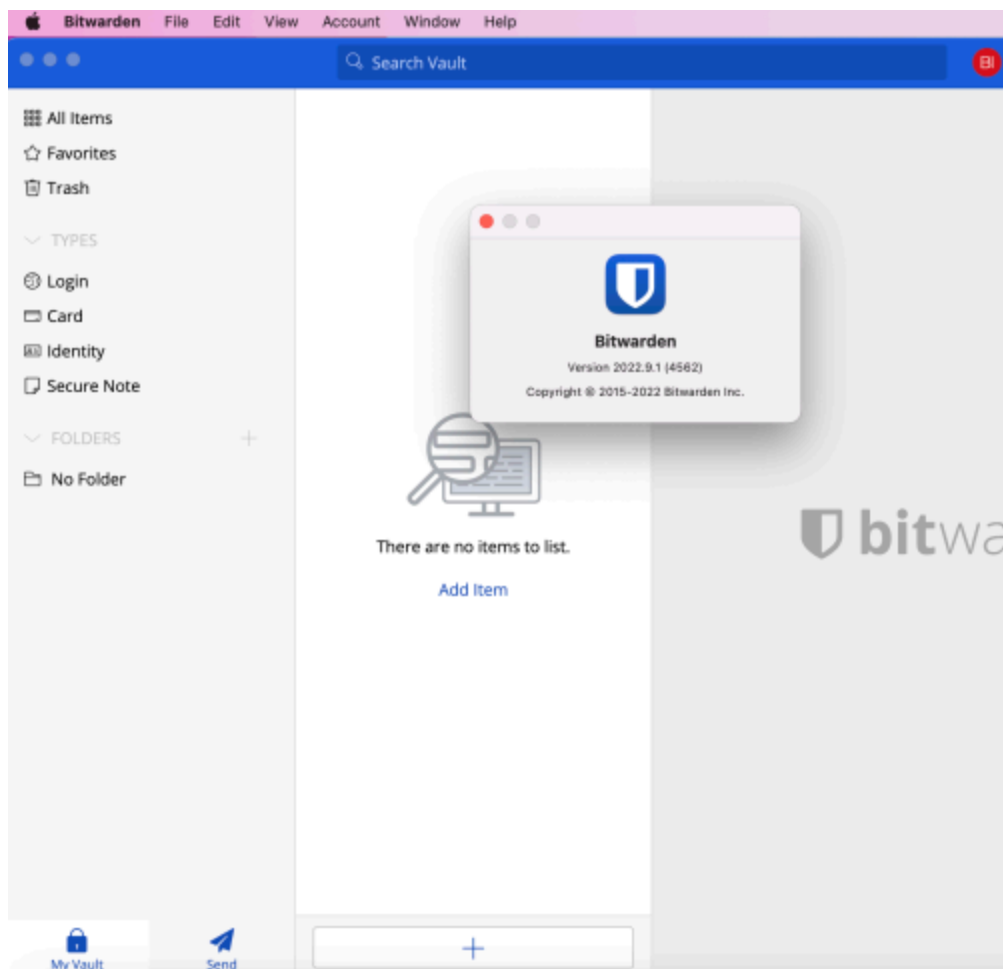 Bitwarden File Edit View Account Window Help
Search Vault
BI
All Items
Favorites
Trash
TYPES
Login
Card
Identity
Secure Note
FOLDERS +
No Folder
Bitwarden
Version 2022.9.1 (4562)
Copyright © 2015-2022 Bitwarden Inc.
There are no items to list.
Add Item
bitwa
My Vault
Send
+